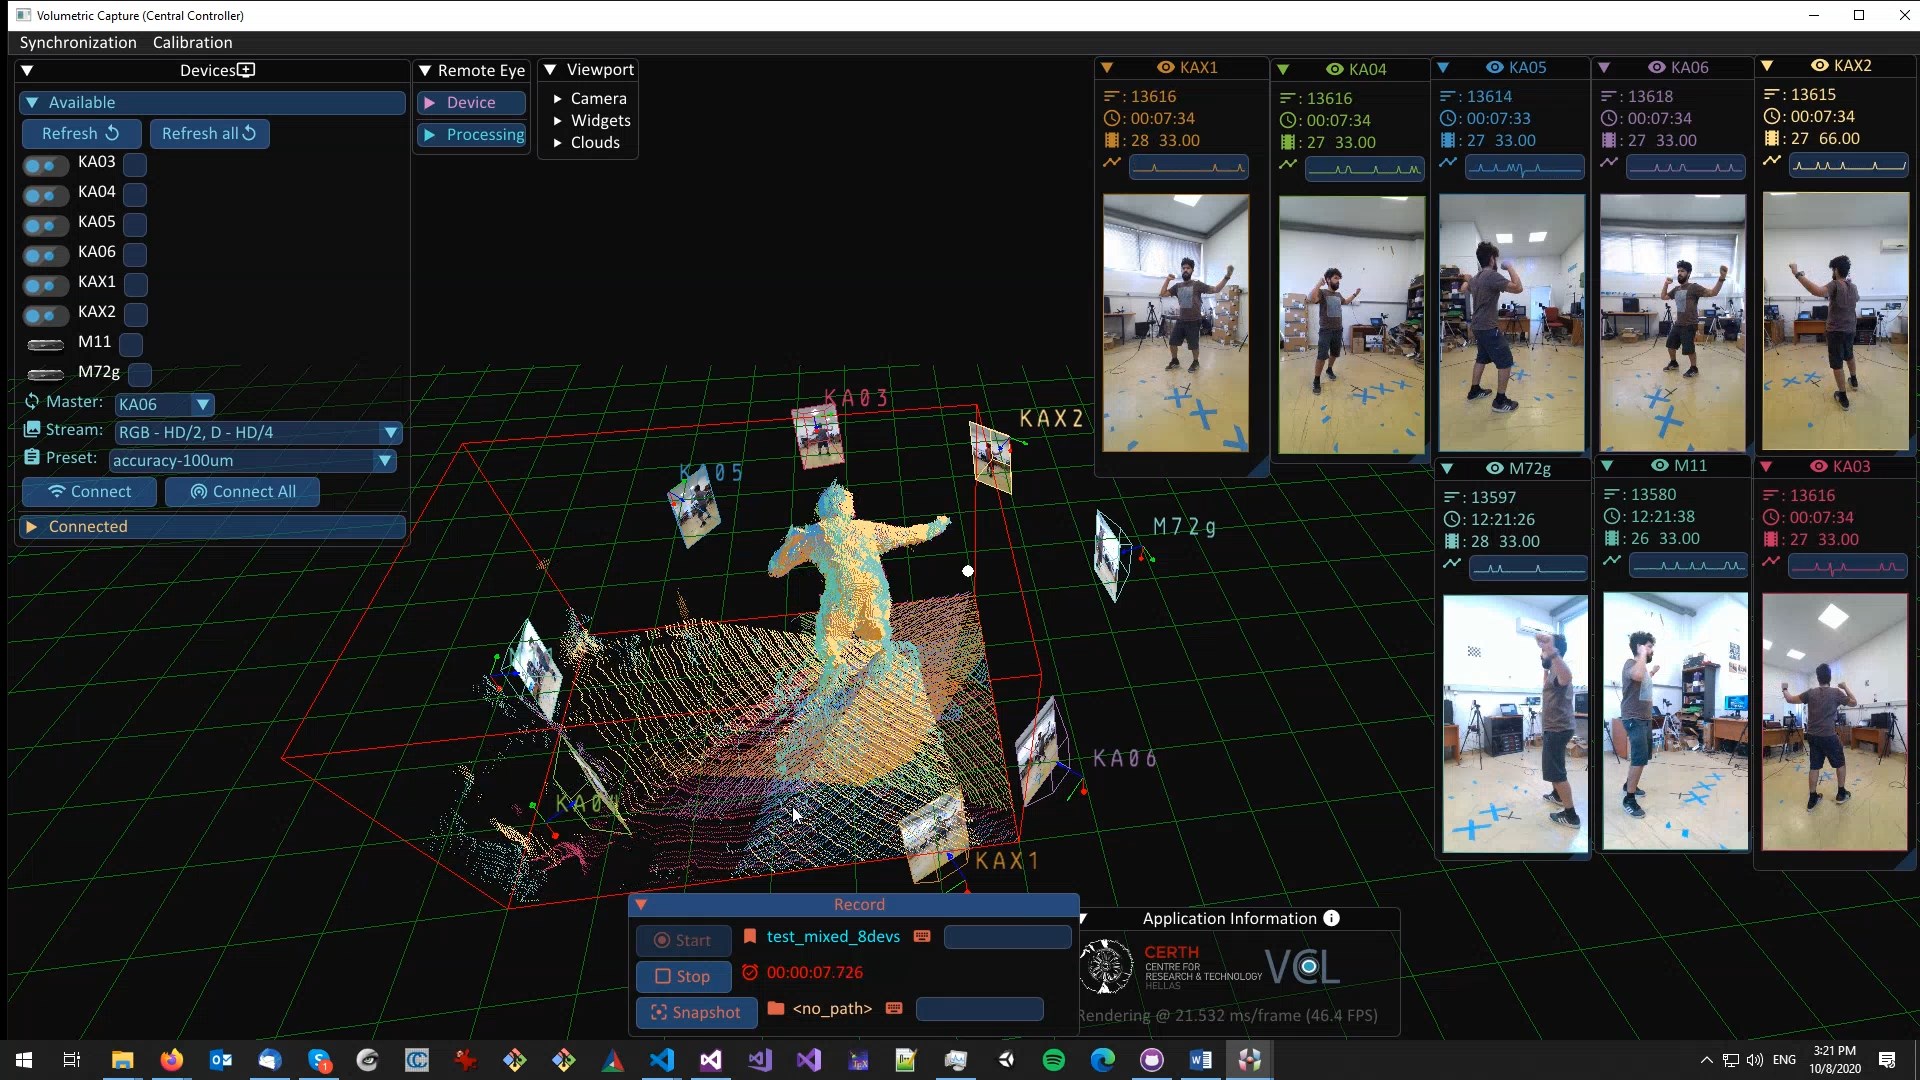 Volumetric Capture (Central Controller)
Synchronization Calibration
Devices
Available
Refresh Refresh all
KA03
KA04
KA05
KA06
KAX1
KAX2
M11
M72g
Master: KA06
Stream: RGB - HD/2, D - HD/4
Preset: accuracy-100um
Connect Connect All
Connected
Remote Eye
Device
Processing
Viewport
Camera
Widgets
Clouds
KAX1
: 13616
: 00:07:34
: 28 33.00
KA04
: 13616
: 00:07:34
: 27 33.00
KA05
: 13614
: 00:07:33
: 27 33.00
KA06
: 13618
: 00:07:34
: 27 33.00
KAX2
: 13615
: 00:07:34
: 27 66.00
M72g
: 13597
: 12:21:26
: 28 33.00
M11
: 13580
: 12:21:38
: 26 33.00
KA03
: 13616
: 00:07:34
: 27 33.00
KA03
KAX2
KA05
M72g
KA06
KA04
KAX1
Record
Start test_mixed_8devs
Stop 00:00:07.726
Snapshot <no_path>
Application Information
CERTH
CENTRE FOR
RESEARCH & TECHNOLOGY
HELLAS
VCL
Rendering @ 21.532 ms/frame (46.4 FPS)
ENG
3:21 PM
10/8/2020